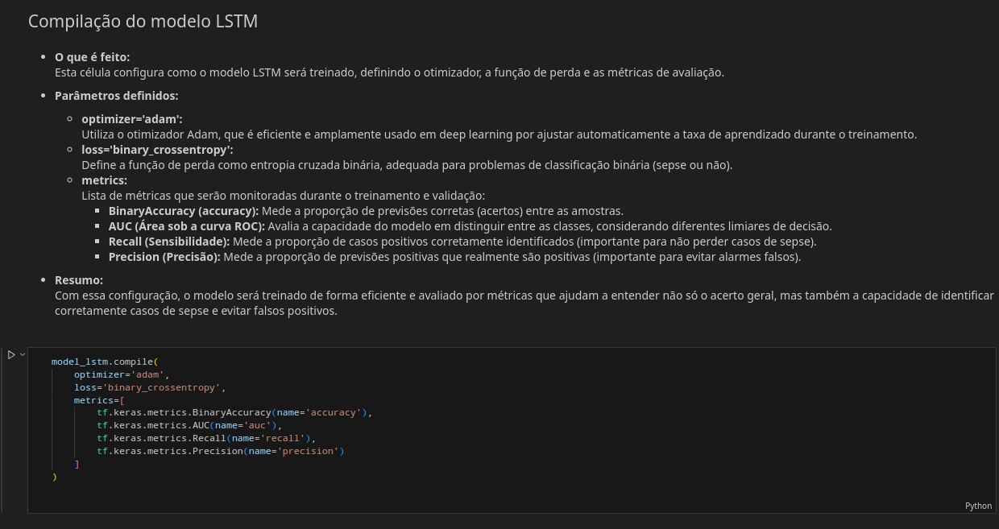 Compilação do modelo LSTM
• O que é feito:
Esta célula configura como o modelo LSTM será treinado, definindo o otimizador, a função de perda e as métricas de avaliação.
• Parâmetros definidos:
◦ optimizer='adam':
Utiliza o otimizador Adam, que é eficiente e amplamente usado em deep learning por ajustar automaticamente a taxa de aprendizado durante o treinamento.
◦ loss='binary_crossentropy':
Define a função de perda como entropia cruzada binária, adequada para problemas de classificação binária (sepse ou não).
◦ metrics:
Lista de métricas que serão monitoradas durante o treinamento e validação:
▪ BinaryAccuracy (accuracy): Mede a proporção de previsões corretas (acertos) entre as amostras.
▪ AUC (Área sob a curva ROC): Avalia a capacidade do modelo em distinguir entre as classes, considerando diferentes limiares de decisão.
▪ Recall (Sensibilidade): Mede a proporção de casos positivos corretamente identificados (importante para não perder casos de sepse).
▪ Precision (Precisão): Mede a proporção de previsões positivas que realmente são positivas (importante para evitar alarmes falsos).
• Resumo:
Com essa configuração, o modelo será treinado de forma eficiente e avaliado por métricas que ajudam a entender não só o acerto geral, mas também a capacidade de identificar
corretamente casos de sepse e evitar falsos positivos.
model_lstm.compile(
    optimizer='adam',
    loss='binary_crossentropy',
    metrics=[
        tf.keras.metrics.BinaryAccuracy(name='accuracy'),
        tf.keras.metrics.AUC(name='auc'),
        tf.keras.metrics.Recall(name='recall'),
        tf.keras.metrics.Precision(name='precision')
    ]
)
Python